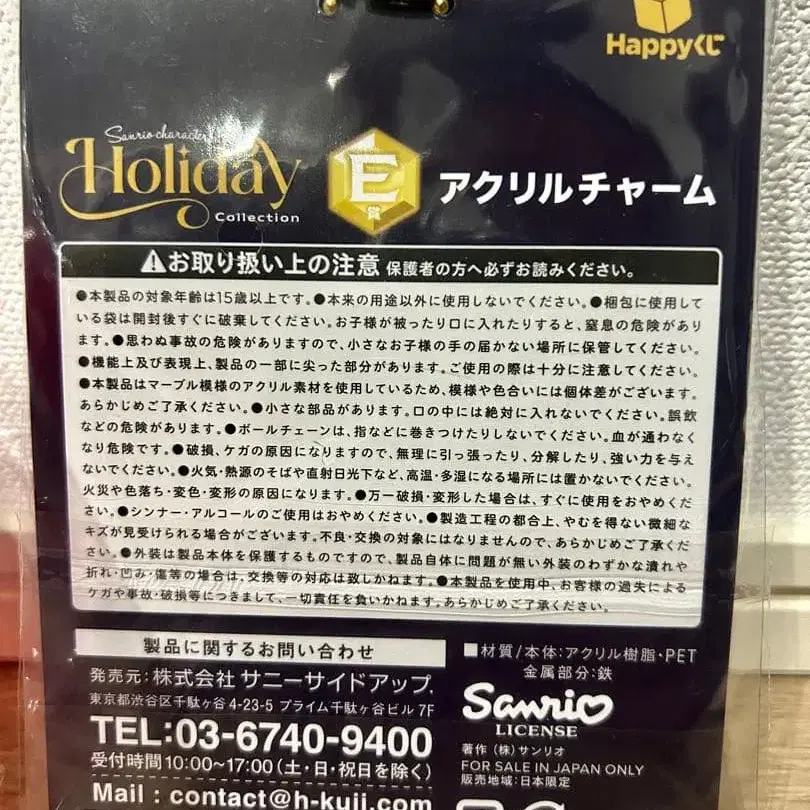 Happyくじ
Sanrio character
Holiday
Collection
E
賞
アクリルチャーム
お取り扱い上の注意 保護者の方へ必ずお読みください。
●本製品の対象年齢は15歳以上です。●本来の用途以外に使用しないでください。●梱包に使用して
いる袋は開封後すぐに破棄してください。お子様が被ったり口に入れたりすると、窒息の危険があり
ます。●思わぬ事故の危険がありますので、小さなお子様の手の届かない場所に保管してください。
●機能上及び表現上、製品の一部に尖った部分があります。ご使用の際は十分に注意してください。
●本製品はマーブル模様のアクリル素材を使用しているため、模様や色合いには個体差がございます。
あらかじめご了承ください。●小さな部品があります。口の中には絶対に入れないでください。誤飲
などの危険があります。●ボールチェーンは、指などに巻きつけたりしないでください。血が通わなく
なり危険です。●破損、ケガの原因になりますので、無理に引っ張ったり、分解したり、強い力を与え
ないでください。●火気・熱源のそばや直射日光下など、高温・多湿になる場所には置かないでください。
火災や色落ち・変色・変形の原因になります。●万一破損・変形した場合は、すぐに使用をおやめくだ
さい。●シンナー・アルコールのご使用はおやめください。●製造工程の都合上、やむを得ない微細な
キズが見受けられる場合がございます。不良・交換の対象にはなりませんので、あらかじめご了承くだ
さい。●外装は製品本体を保護するものですので、製品自体に問題が無い外装のわずかな潰れや
折れ・凹み・傷等の場合は、交換等の対応は致しかねます。●本製品を使用中、お客様の過失による
ケガや事故・破損等につきまして、一切責任を負いかねます。あらかじめご了承ください。
製品に関するお問い合わせ
発売元：株式会社 サニーサイドアップ.
東京都渋谷区千駄ヶ谷4-23-5 プライム千駄ヶ谷ビル 7F
TEL:03-6740-9400
受付時間10:00~17:00(土・日・祝日を除く)
Mail : contact@h-kuji.com
■材質/本体:アクリル樹脂・PET
金属部分:鉄
Sanrio
LICENSE
著作 (株)サンリオ
FOR SALE IN JAPAN ONLY
販売地域:日本限定